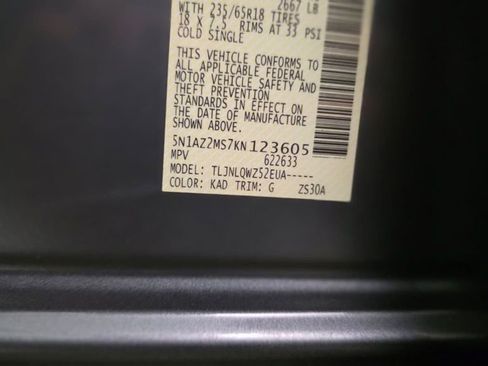 2667 LB
WITH 235/65R18 TIRES
18 X 7.5 RIMS AT 33 PSI
COLD SINGLE
THIS VEHICLE CONFORMS TO
ALL APPLICABLE FEDERAL
MOTOR VEHICLE SAFETY AND
THEFT PREVENTION
STANDARDS IN EFFECT ON
THE DATE OF MANUFACTURE
SHOWN ABOVE.
5N1AZ2MS7KN123605
MPV 622633
MODEL: TLJNLQWZ52EUA-----
COLOR: KAD TRIM: G ZS30A